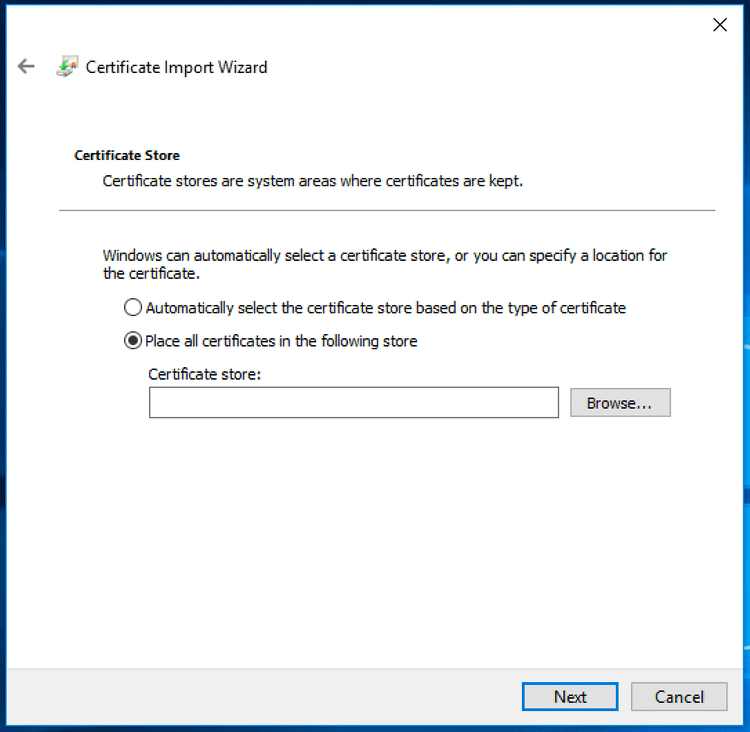 Certificate Import Wizard
Certificate Store
Certificate stores are system areas where certificates are kept.
Windows can automatically select a certificate store, or you can specify a location for
the certificate.
Automatically select the certificate store based on the type of certificate
Place all certificates in the following store
Certificate store:
Browse...
Next
Cancel